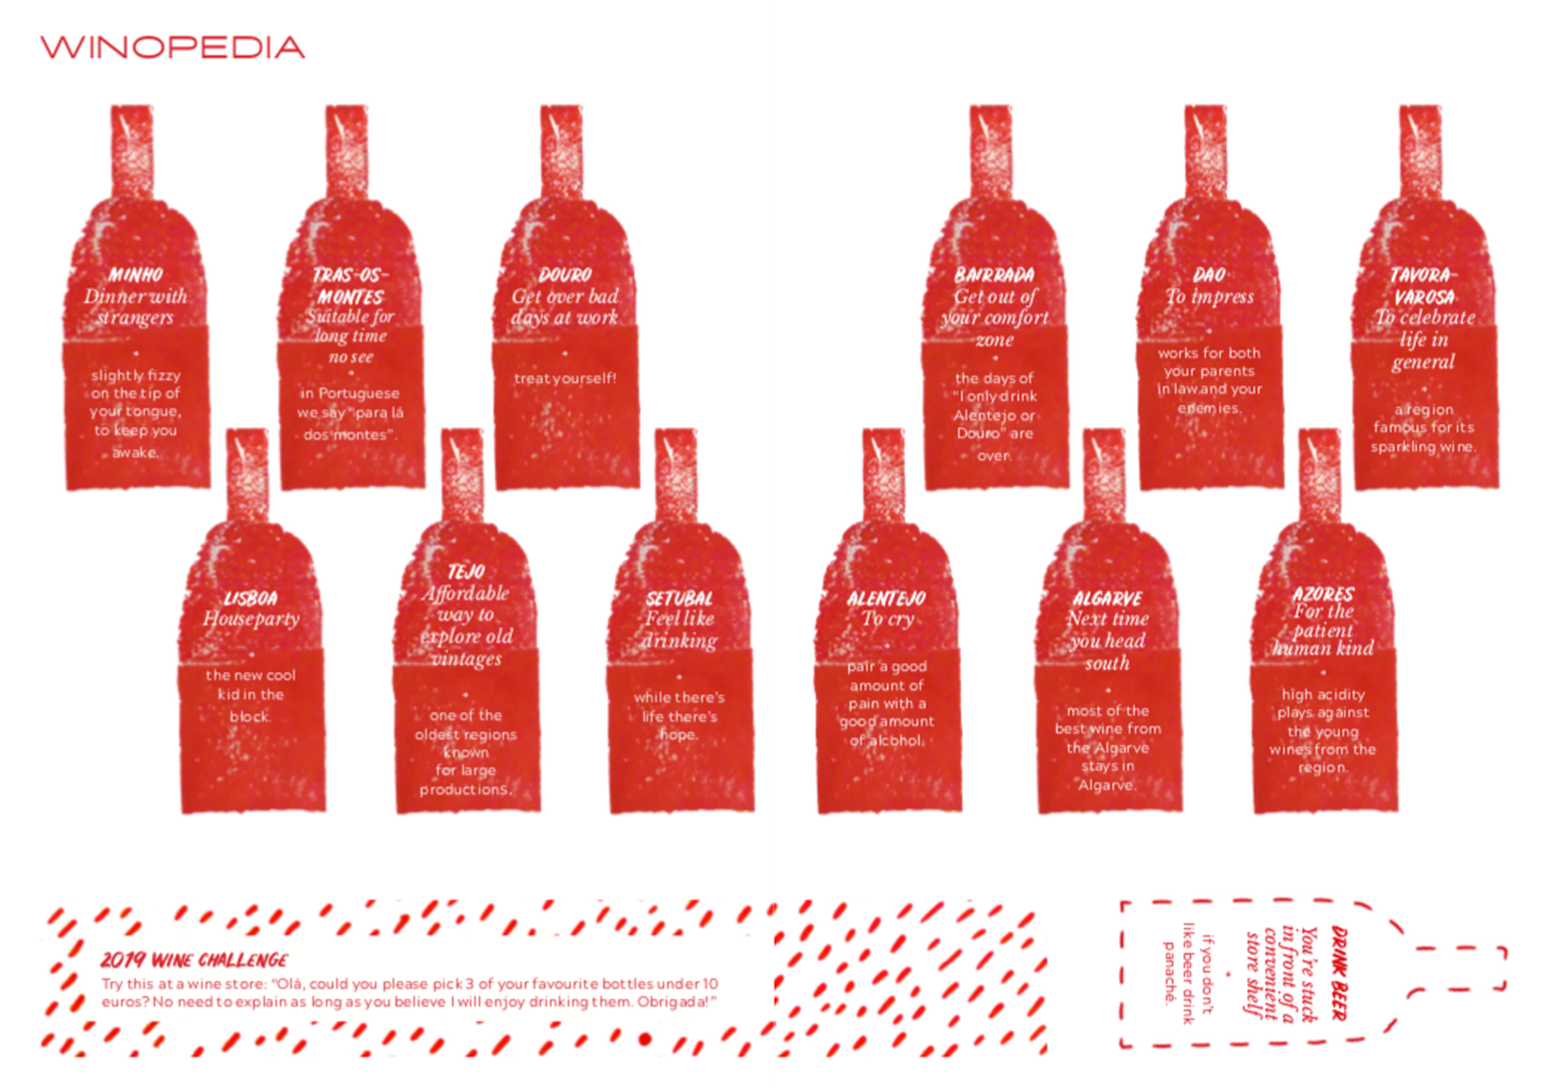 WINOPEDIA
MINHO
Dinner with
strangers
slightly fizzy
on the tip of
your tongue,
to keep you
awake.
TRAS-OS-
MONTES
Suitable for
long time
no see
in Portuguese
we say "para lá
dos montes".
DOURO
Get over bad
days at work
treat yourself!
BAIRRADA
Get out of
your comfort
zone
the days of
"I only drink
Alentejo or
Douro" are
over.
DAO
To impress
works for both
your parents
in law and your
enemies.
TAVORA-
VAROSA
To celebrate
life in
general
a region
famous for its
sparkling wine.
LISBOA
Houseparty
the new cool
kid in the
block.
TEJO
Affordable
way to
explore old
vintages
one of the
oldest regions
known
for large
productions.
SETUBAL
Feel like
drinking
while there's
life there's
hope.
ALENTEJO
To cry
pair a good
amount of
pain with a
good amount
of alcohol.
ALGARVE
Next time
you head
south
most of the
best wine from
the Algarve
stays in
Algarve.
AZORES
For the
patient
human kind
high acidity
plays against
the young
wines from the
region.
2019 WINE CHALLENGE
Try this at a wine store: "Olá, could you please pick 3 of your favourite bottles under 10
euros? No need to explain as long as you believe I will enjoy drinking them. Obrigada!"
DRINK BEER
You're stuck
in front of a
convenient
store shelf
if you don't
like beer drink
panaché.